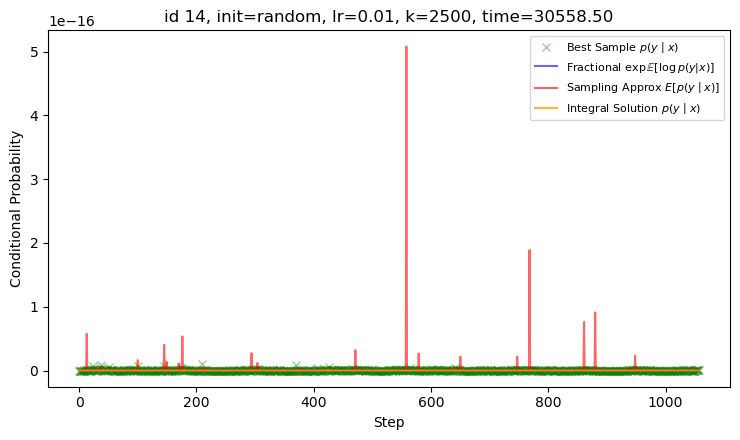 id 14, init=random, lr=0.01, k=2500, time=30558.50
1e−16
Best Sample p(y | x)
Fractional exp𝔼[log p(y|x)]
Sampling Approx E[p(y | x)]
Integral Solution p(y | x)
5
4
3
2
1
0
Conditional Probability
0 200 400 600 800 1000
Step